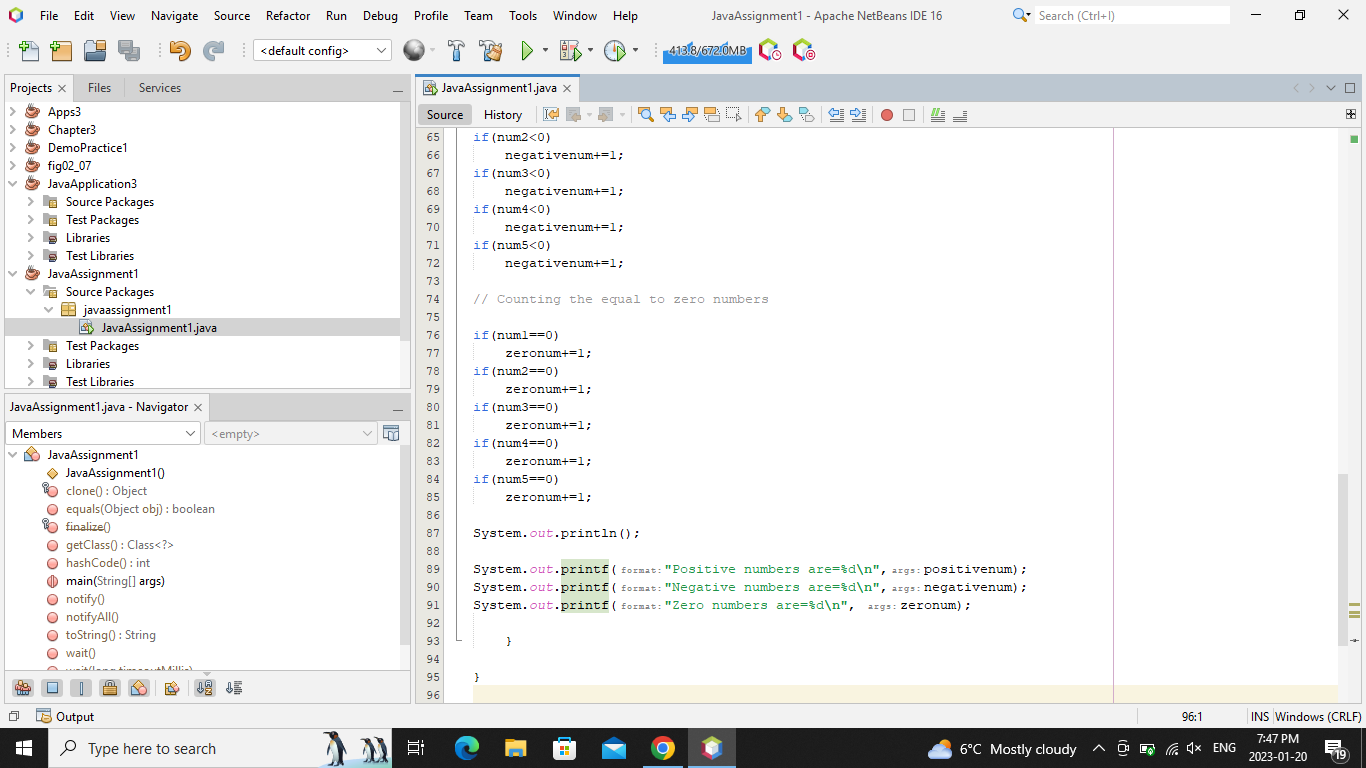 File Edit View Navigate Source Refactor Run Debug Profile Team Tools Window Help JavaAssignment1 - Apache NetBeans IDE 16 Search (Ctrl+I)
<default config> 413.8/672.0MB
Projects Files Services
Apps3
Chapter3
DemoPractice1
fig02_07
JavaApplication3
Source Packages
Test Packages
Libraries
Test Libraries
JavaAssignment1
Source Packages
javaassignment1
JavaAssignment1.java
Test Packages
Libraries
Test Libraries
JavaAssignment1.java - Navigator
Members <empty>
JavaAssignment1
JavaAssignment1()
clone() : Object
equals(Object obj) : boolean
finalize()
getClass() : Class<?>
hashCode() : int
main(String[] args)
notify()
notifyAll()
toString() : String
wait()
wait(long timeoutMillis)
JavaAssignment1.java
Source History
65 if(num2<0)
66 negativenum+=1;
67 if(num3<0)
68 negativenum+=1;
69 if(num4<0)
70 negativenum+=1;
71 if(num5<0)
72 negativenum+=1;
73
74 // Counting the equal to zero numbers
75
76 if(num1==0)
77 zeronum+=1;
78 if(num2==0)
79 zeronum+=1;
80 if(num3==0)
81 zeronum+=1;
82 if(num4==0)
83 zeronum+=1;
84 if(num5==0)
85 zeronum+=1;
86
87 System.out.println();
88
89 System.out.printf(format:"Positive numbers are=%d\n", args:positivenum);
90 System.out.printf(format:"Negative numbers are=%d\n", args:negativenum);
91 System.out.printf(format:"Zero numbers are=%d\n", args:zeronum);
92
93 }
94
95 }
96
Output 96:1 INS Windows (CRLF)
Type here to search 6°C Mostly cloudy ENG 7:47 PM
2023-01-20 19